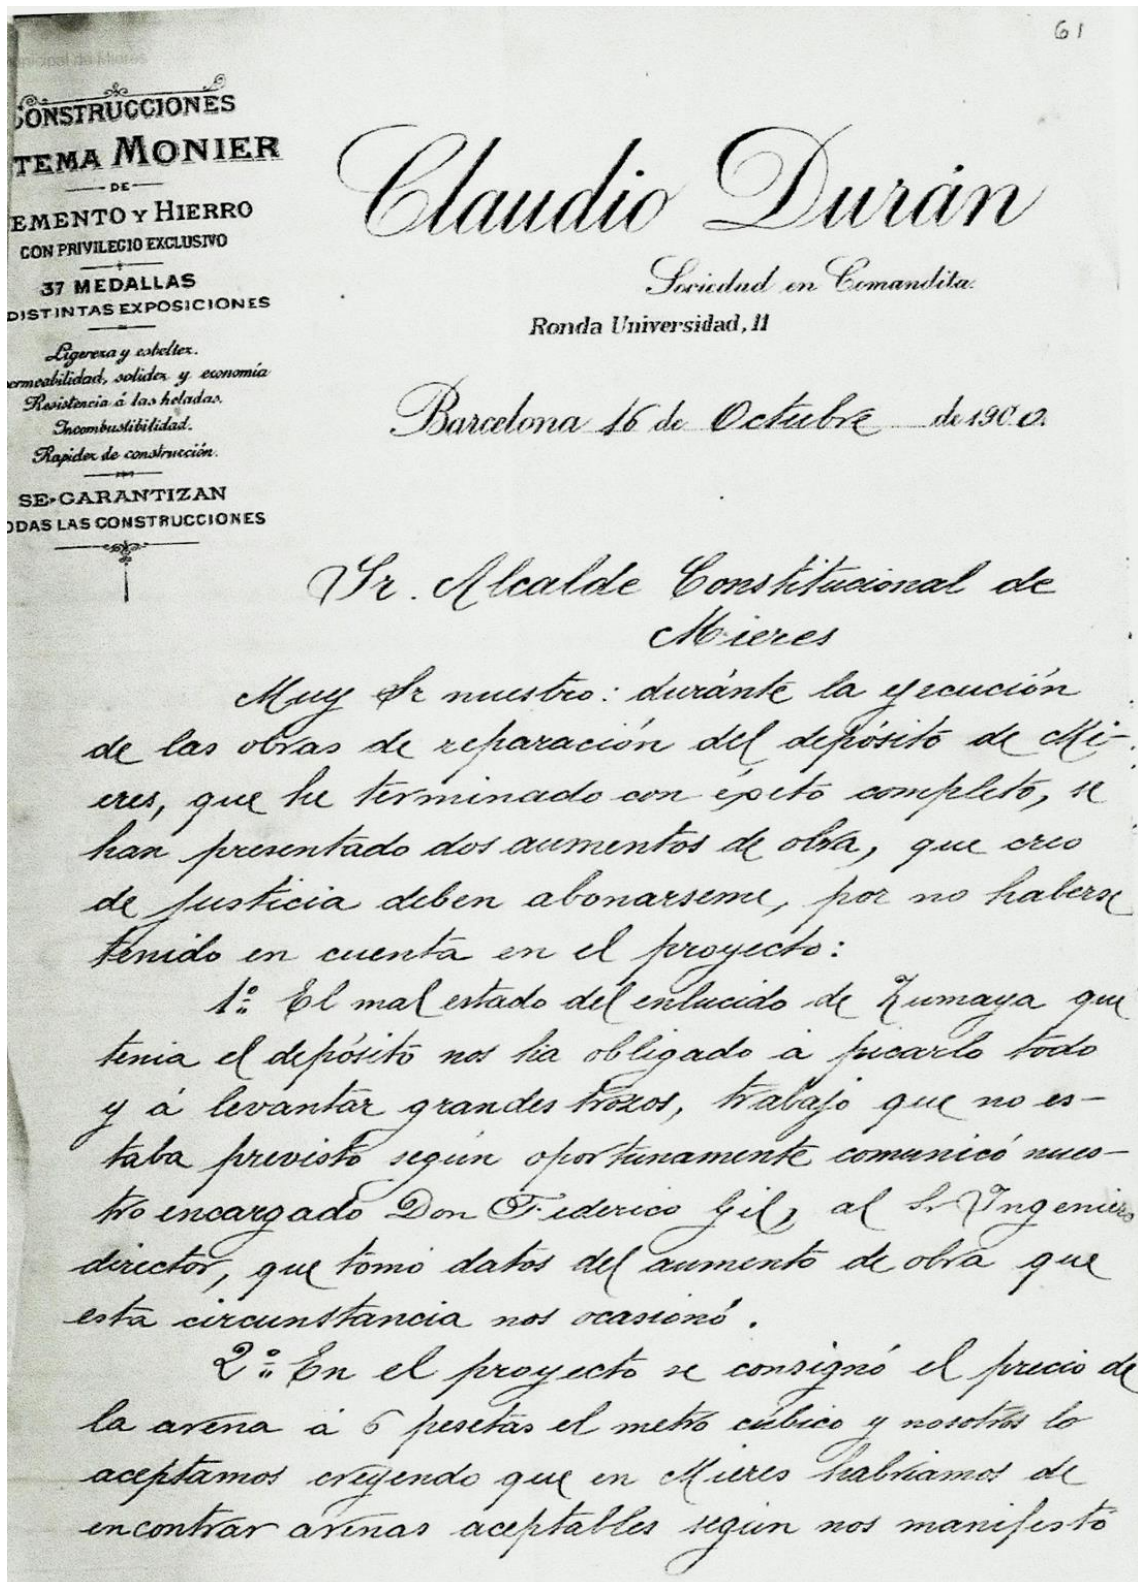 61
unicipal de Mieres
CONSTRUCCIONES
TEMA MONIER
DE
EMENTO Y HIERRO
CON PRIVILEGIO EXCLUSIVO
37 MEDALLAS
DISTINTAS EXPOSICIONES
Ligereza y esbeltez.
permeabilidad, solidez y economía
Resistencia á las heladas.
Incombustibilidad.
Rapidez de construcción.
SE GARANTIZAN
ODAS LAS CONSTRUCCIONES
Claudio Durán
Sociedad en Comandita.
Ronda Universidad, 11
Barcelona 16 de Octubre de 1900.
Sr. Alcalde Constitucional de
Mieres
Muy Sr nuestro: duránte la ejecución
de las obras de reparación del depósito de Mi-
eres, que he terminado con éxito completo, se
han presentado dos aumentos de obra, que creo
de justicia deben abonarseme, por no haberse
tenido en cuenta en el proyecto:
1º El mal estado del enlucido de Zumaya que
tenia el depósito nos ha obligado á picarlo todo
y á levantar grandes trozos, trabajo que no es-
taba previsto según oportunamente comunicó nues-
tro encargado Don Federico Gil, al Sr Ingeniero
director, que tomó datos del aumento de obra que
esta circunstancia nos ocasionó.
2º En el proyecto se consignó el precio de
la arena á 6 pesetas el metro cúbico y nosotros lo
aceptamos creyendo que en Mieres habriamos de
encontrar arenas aceptables según nos manifestó